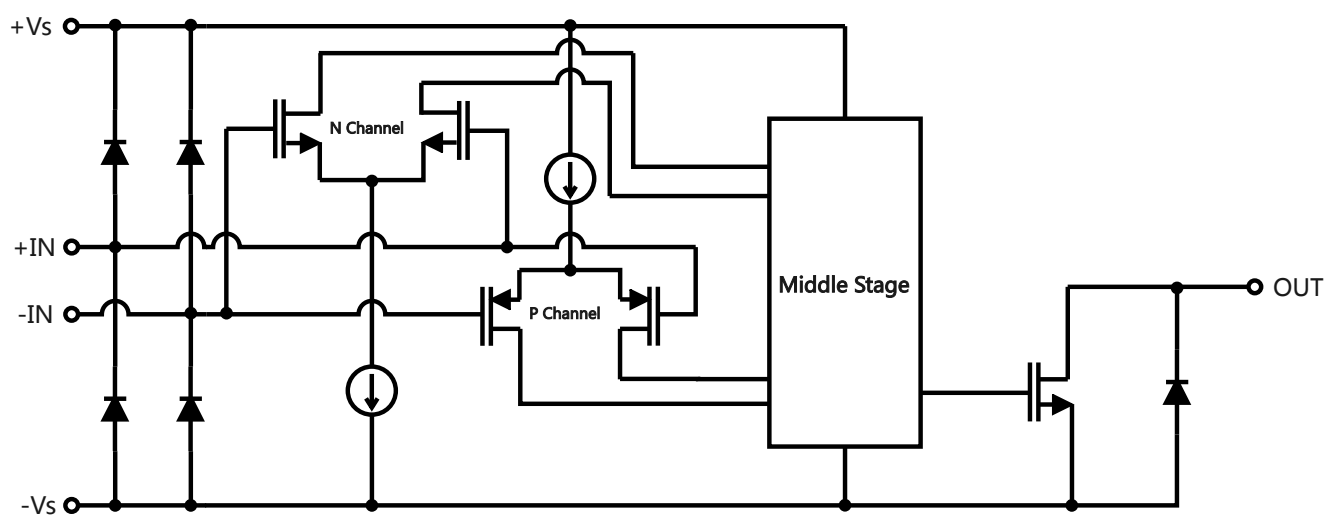 +Vs
N Channel
+IN
Middle Stage
OUT
-IN
P Channel
-Vs